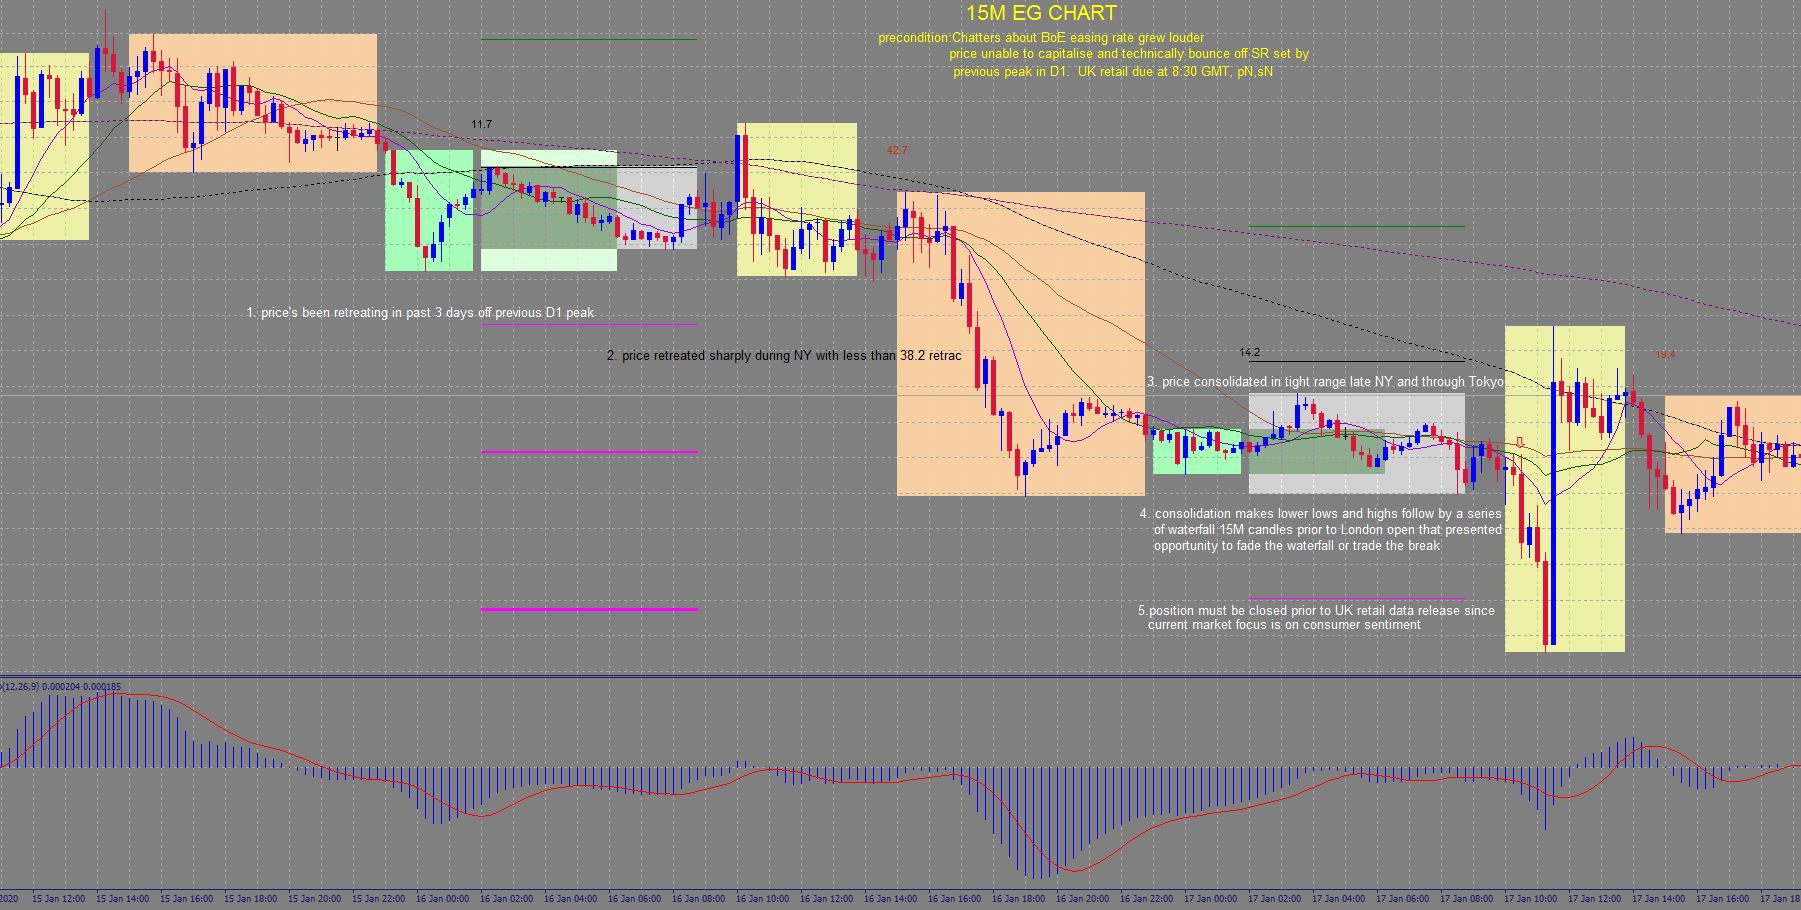 15M EG CHART
precondition:Chatters about BoE easing rate grew louder
price unable to capitalise and technically bounce off SR set by
previous peak in D1. UK retail due at 8:30 GMT, pN,sN
11.7
42.7
1. price's been retreating in past 3 days off previous D1 peak
2. price retreated sharply during NY with less than 38.2 retrac
14.2
19.4
3. price consolidated in tight range late NY and through Tokyo
4. consolidation makes lower lows and highs follow by a series
of waterfall 15M candles prior to London open that presented
opportunity to fade the waterfall or trade the break
5.position must be closed prior to UK retail data release since
current market focus is on consumer sentiment
(12,26,9) 0.000204 0.000185
2020 15 Jan 12:00 15 Jan 14:00 15 Jan 16:00 15 Jan 18:00 15 Jan 20:00 15 Jan 22:00 16 Jan 00:00 16 Jan 02:00 16 Jan 04:00 16 Jan 06:00 16 Jan 08:00 16 Jan 10:00 16 Jan 12:00 16 Jan 14:00 16 Jan 16:00 16 Jan 18:00 16 Jan 20:00 16 Jan 22:00 17 Jan 00:00 17 Jan 02:00 17 Jan 04:00 17 Jan 06:00 17 Jan 08:00 17 Jan 10:00 17 Jan 12:00 17 Jan 14:00 17 Jan 16:00 17 Jan 18